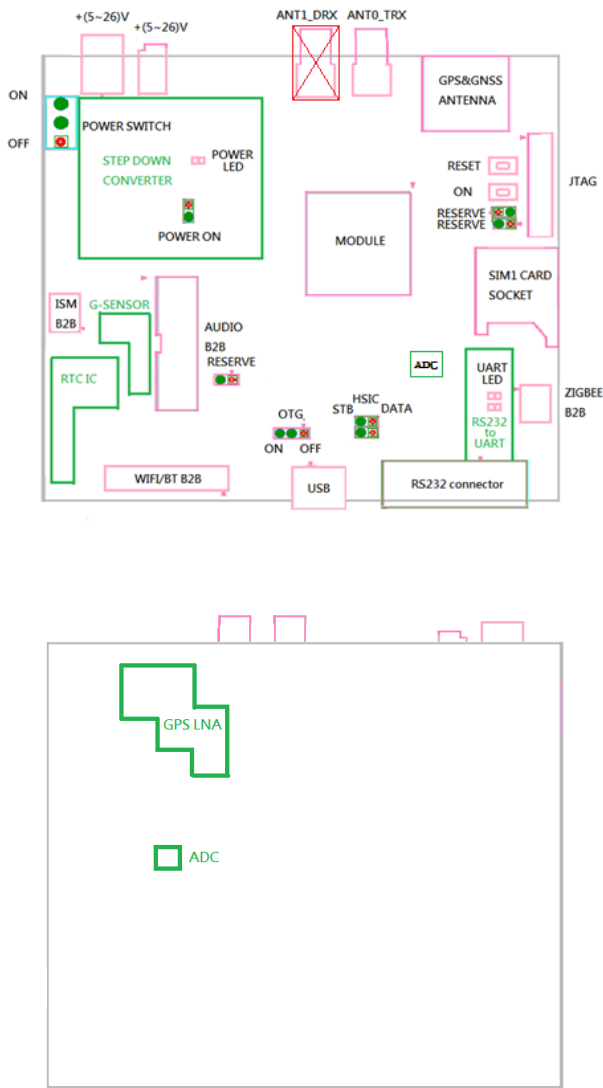 +(5~26)V
+(5~26)V
ANT1_DRX
ANT0_TRX
ON
OFF
POWER SWITCH
STEP DOWN
CONVERTER
POWER
LED
POWER ON
GPS&GNSS
ANTENNA
RESET
ON
RESERVE
RESERVE
JTAG
MODULE
SIM1 CARD
SOCKET
ISM
B2B
G-SENSOR
AUDIO
B2B
RESERVE
RTC IC
ADC
UART
LED
RS232
to
UART
ZIGBEE
B2B
HSIC
STB
DATA
OTG
ON
OFF
WIFI/BT B2B
USB
RS232 connector
GPS LNA
ADC